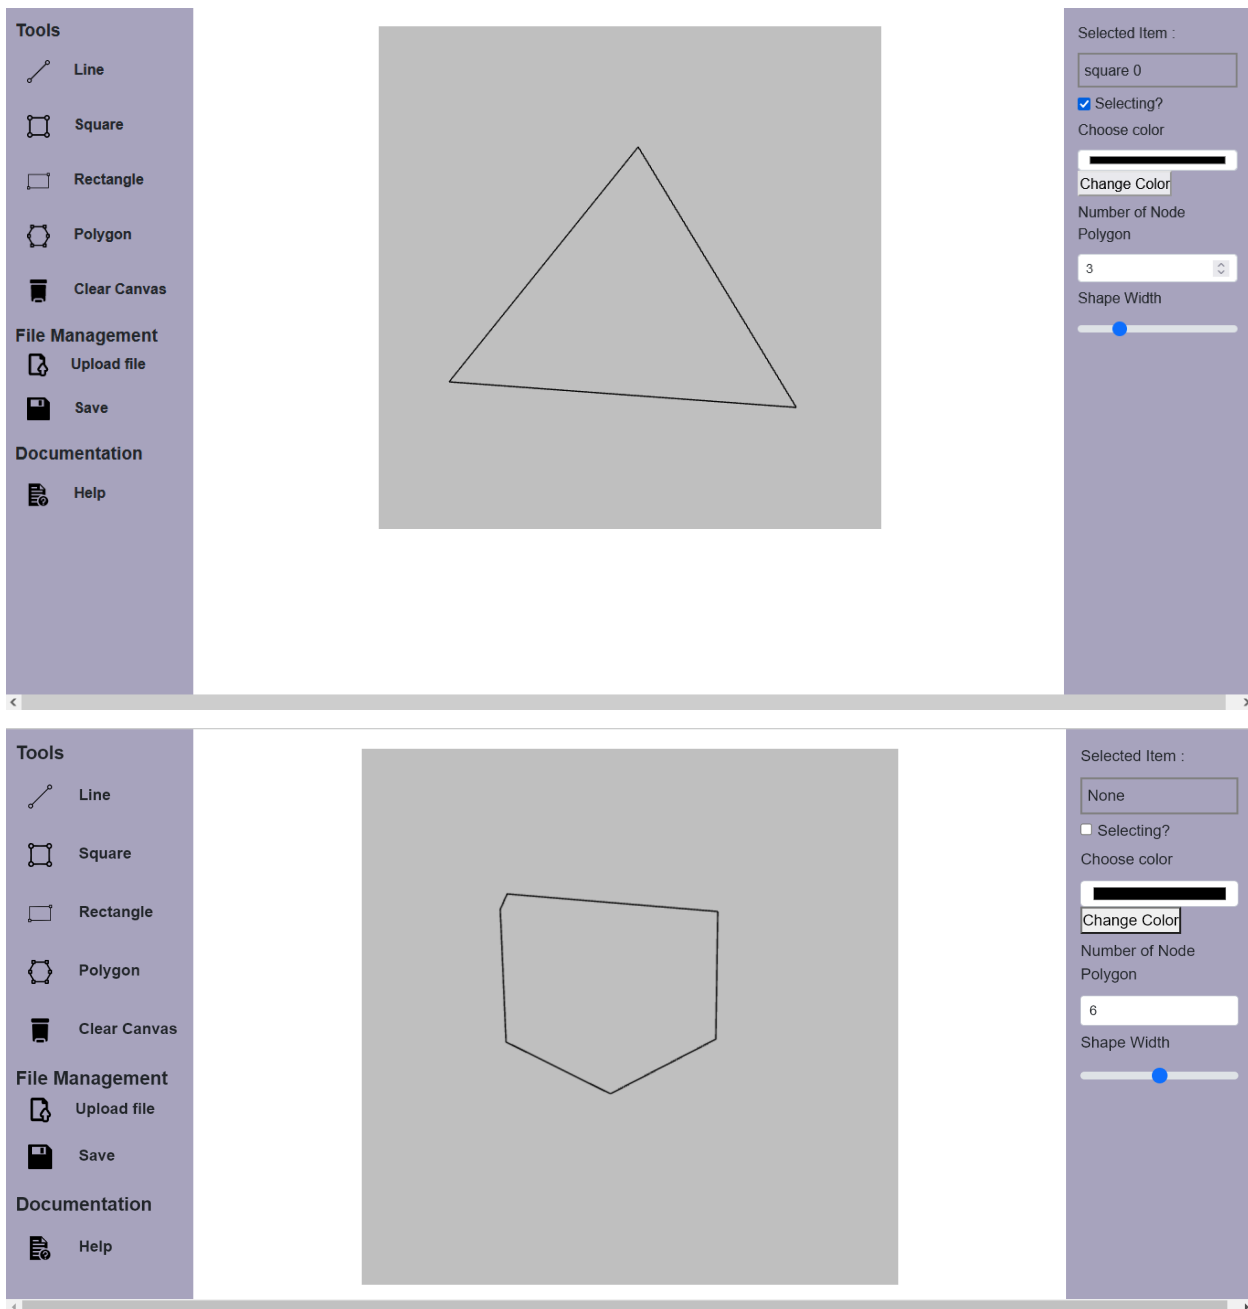 Tools
Line
Square
Rectangle
Polygon
Clear Canvas
File Management
Upload file
Save
Documentation
Help
Selected Item :
square 0
Selecting?
Choose color
Change Color
Number of Node
Polygon
3
Shape Width
Tools
Line
Square
Rectangle
Polygon
Clear Canvas
File Management
Upload file
Save
Documentation
Help
Selected Item :
None
Selecting?
Choose color
Change Color
Number of Node
Polygon
6
Shape Width